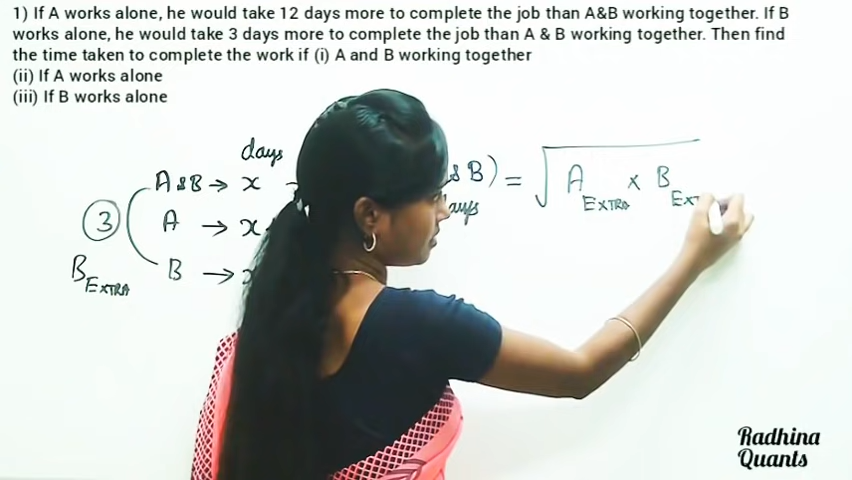 1) If A works alone, he would take 12 days more to complete the job than A&B working together. If B
works alone, he would take 3 days more to complete the job than A & B working together. Then find
the time taken to complete the work if (i) A and B working together
(ii) If A works alone
(iii) If B works alone
days
A & B → x
& B) = √ A EXTRA × B
3 A → x
B EXTRA B →
Radhina
Quants